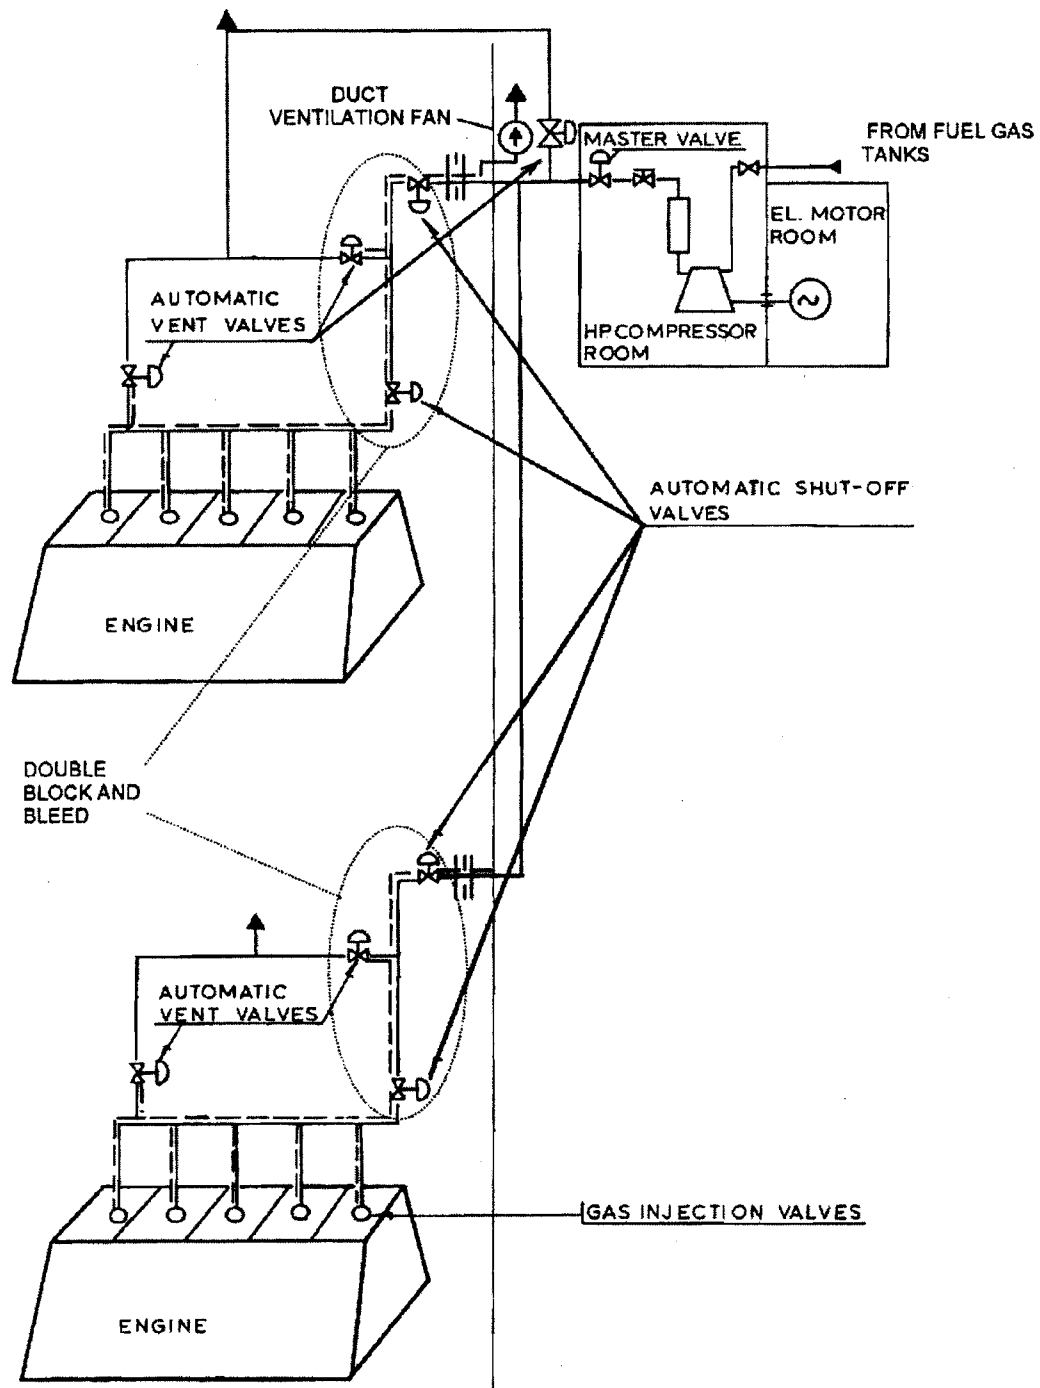 DUCT
VENTILATION FAN
MASTER VALVE
FROM FUEL GAS
TANKS
EL. MOTOR
ROOM
AUTOMATIC
VENT VALVES
HP.COMPRESSOR
ROOM
AUTOMATIC SHUT-OFF
VALVES
ENGINE
DOUBLE
BLOCK AND
BLEED
AUTOMATIC
VENT VALVES
GAS INJECTION VALVES
ENGINE